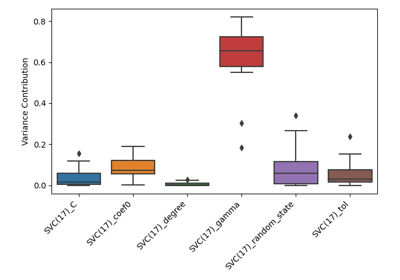 Variance Contribution
0.8
0.6
0.4
0.2
0.0
SVC(17)_C
SVC(17)_coef0
SVC(17)_degree
SVC(17)_gamma
SVC(17)_random_state
SVC(17)_tol